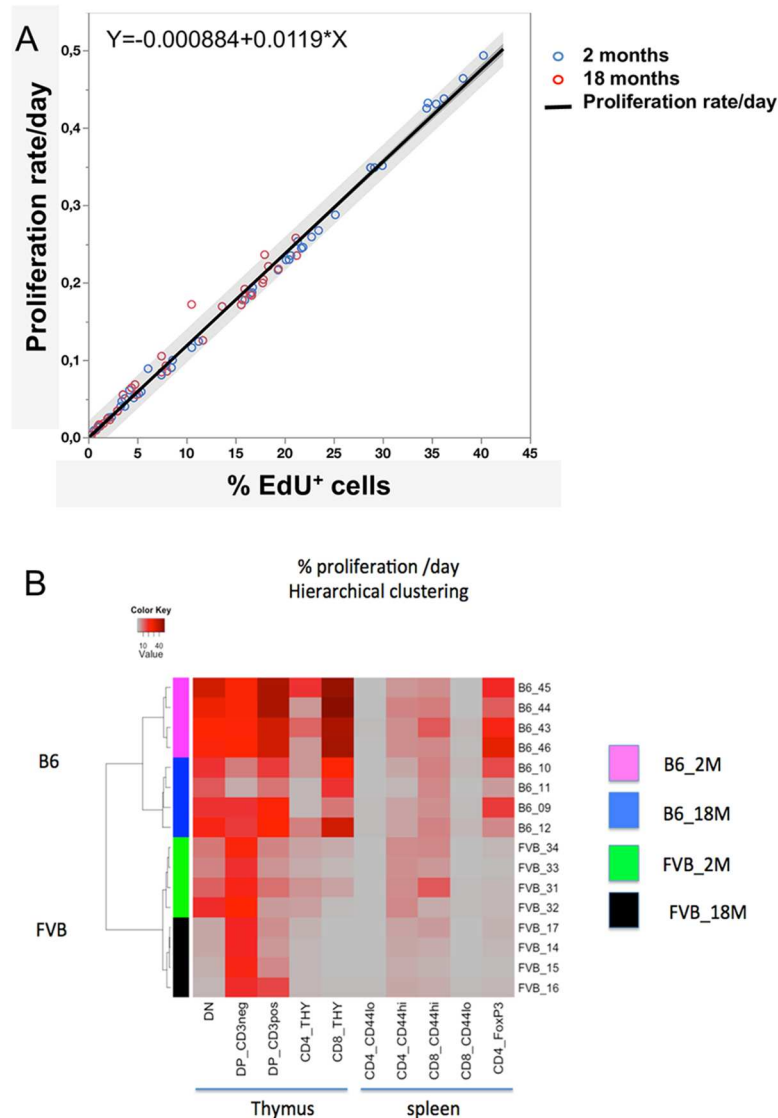 A
Y=-0.000884+0.0119*X
2 months
18 months
Proliferation rate/day
Proliferation rate/day
0,5
0,4
0,3
0,2
0,1
0,0
0 5 10 15 20 25 30 35 40 45
% EdU⁺ cells
B
% proliferation /day
Hierarchical clustering
Color Key
10 40
Value
B6
FVB
B6_45
B6_44
B6_43
B6_46
B6_10
B6_11
B6_09
B6_12
FVB_34
FVB_33
FVB_31
FVB_32
FVB_17
FVB_14
FVB_15
FVB_16
B6_2M
B6_18M
FVB_2M
FVB_18M
DN
DP_CD3neg
DP_CD3pos
CD4_THY
CD8_THY
CD4_CD44lo
CD4_CD44hi
CD8_CD44hi
CD8_CD44lo
CD4_FoxP3
Thymus
spleen